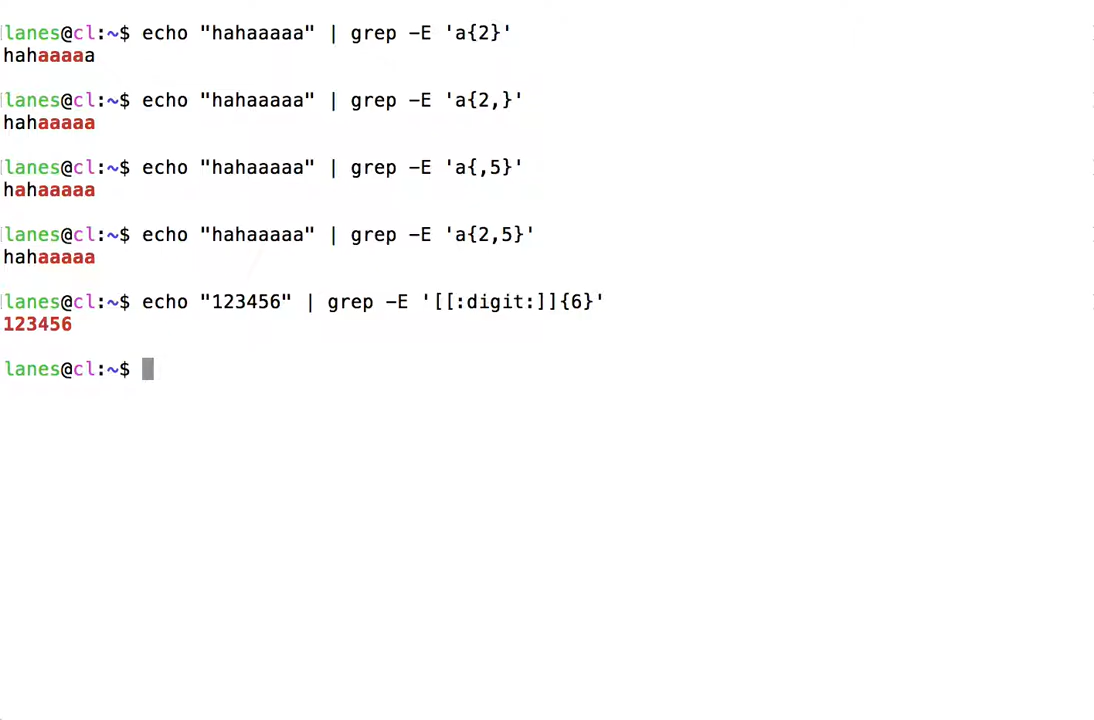 lanes@cl:~$ echo "hahaaaaa" | grep -E 'a{2}'
hahaaaaa
lanes@cl:~$ echo "hahaaaaa" | grep -E 'a{2,}'
hahaaaaa
lanes@cl:~$ echo "hahaaaaa" | grep -E 'a{,5}'
hahaaaaa
lanes@cl:~$ echo "hahaaaaa" | grep -E 'a{2,5}'
hahaaaaa
lanes@cl:~$ echo "123456" | grep -E '[[:digit:]]{6}'
123456
lanes@cl:~$